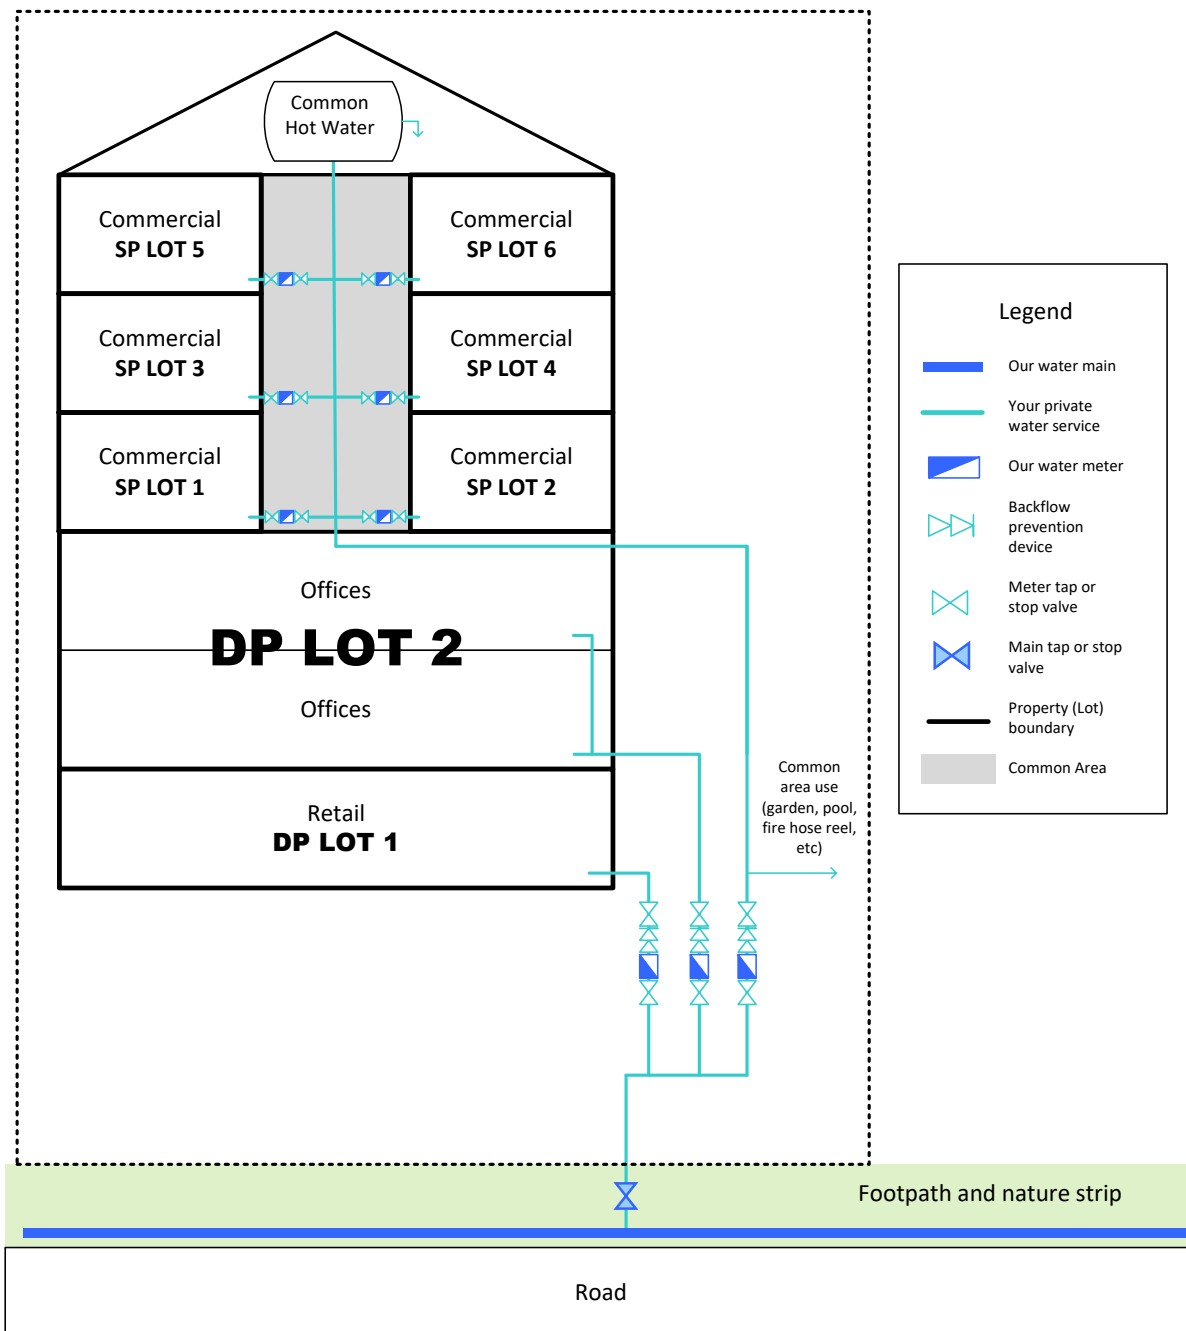 Common
Hot Water
Commercial
SP LOT 5
Commercial
SP LOT 6
Commercial
SP LOT 3
Commercial
SP LOT 4
Commercial
SP LOT 1
Commercial
SP LOT 2
Offices
DP LOT 2
Offices
Retail
DP LOT 1
Common
area use
(garden, pool,
fire hose reel,
etc)
Legend
Our water main
Your private
water service
Our water meter
Backflow
prevention
device
Meter tap or
stop valve
Main tap or stop
valve
Property (Lot)
boundary
Common Area
Footpath and nature strip
Road